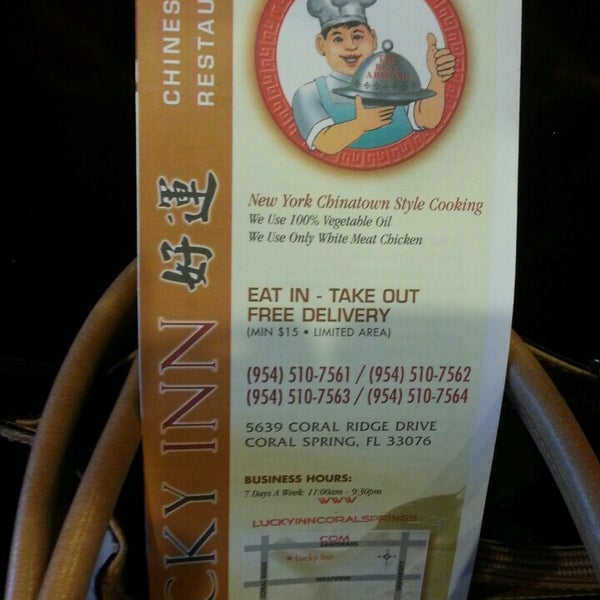 CHINES
RESTAU
好運
CKY INN
New York Chinatown Style Cooking
We Use 100% Vegetable Oil
We Use Only White Meat Chicken
EAT IN - TAKE OUT
FREE DELIVERY
(MIN $15 • LIMITED AREA)
(954) 510-7561 / (954) 510-7562
(954) 510-7563 / (954) 510-7564
5639 CORAL RIDGE DRIVE
CORAL SPRING, FL 33076
BUSINESS HOURS:
7 Days A Week: 11:00am - 9:30pm
WWW
.
LUCKYINNCORALSPRINGS
.COM
SAWGRASS
★ Lucky Inn
WESTVIEW